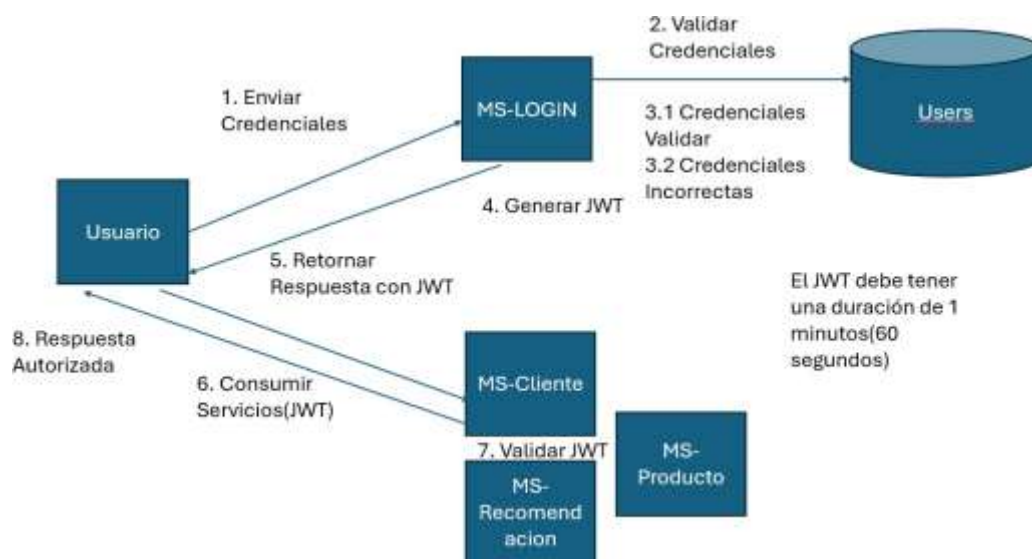 2. Validar
Credenciales
1. Enviar
Credenciales
MS-LOGIN
Users
3.1 Credenciales
Validar
3.2 Credenciales
Incorrectas
4. Generar JWT
Usuario
5. Retornar
Respuesta con JWT
El JWT debe tener
una duración de 1
minutos(60
segundos)
8. Respuesta
Autorizada
6. Consumir
Servicios(JWT)
MS-Cliente
7. Validar JWT
MS-
Producto
MS-
Recomend
acion